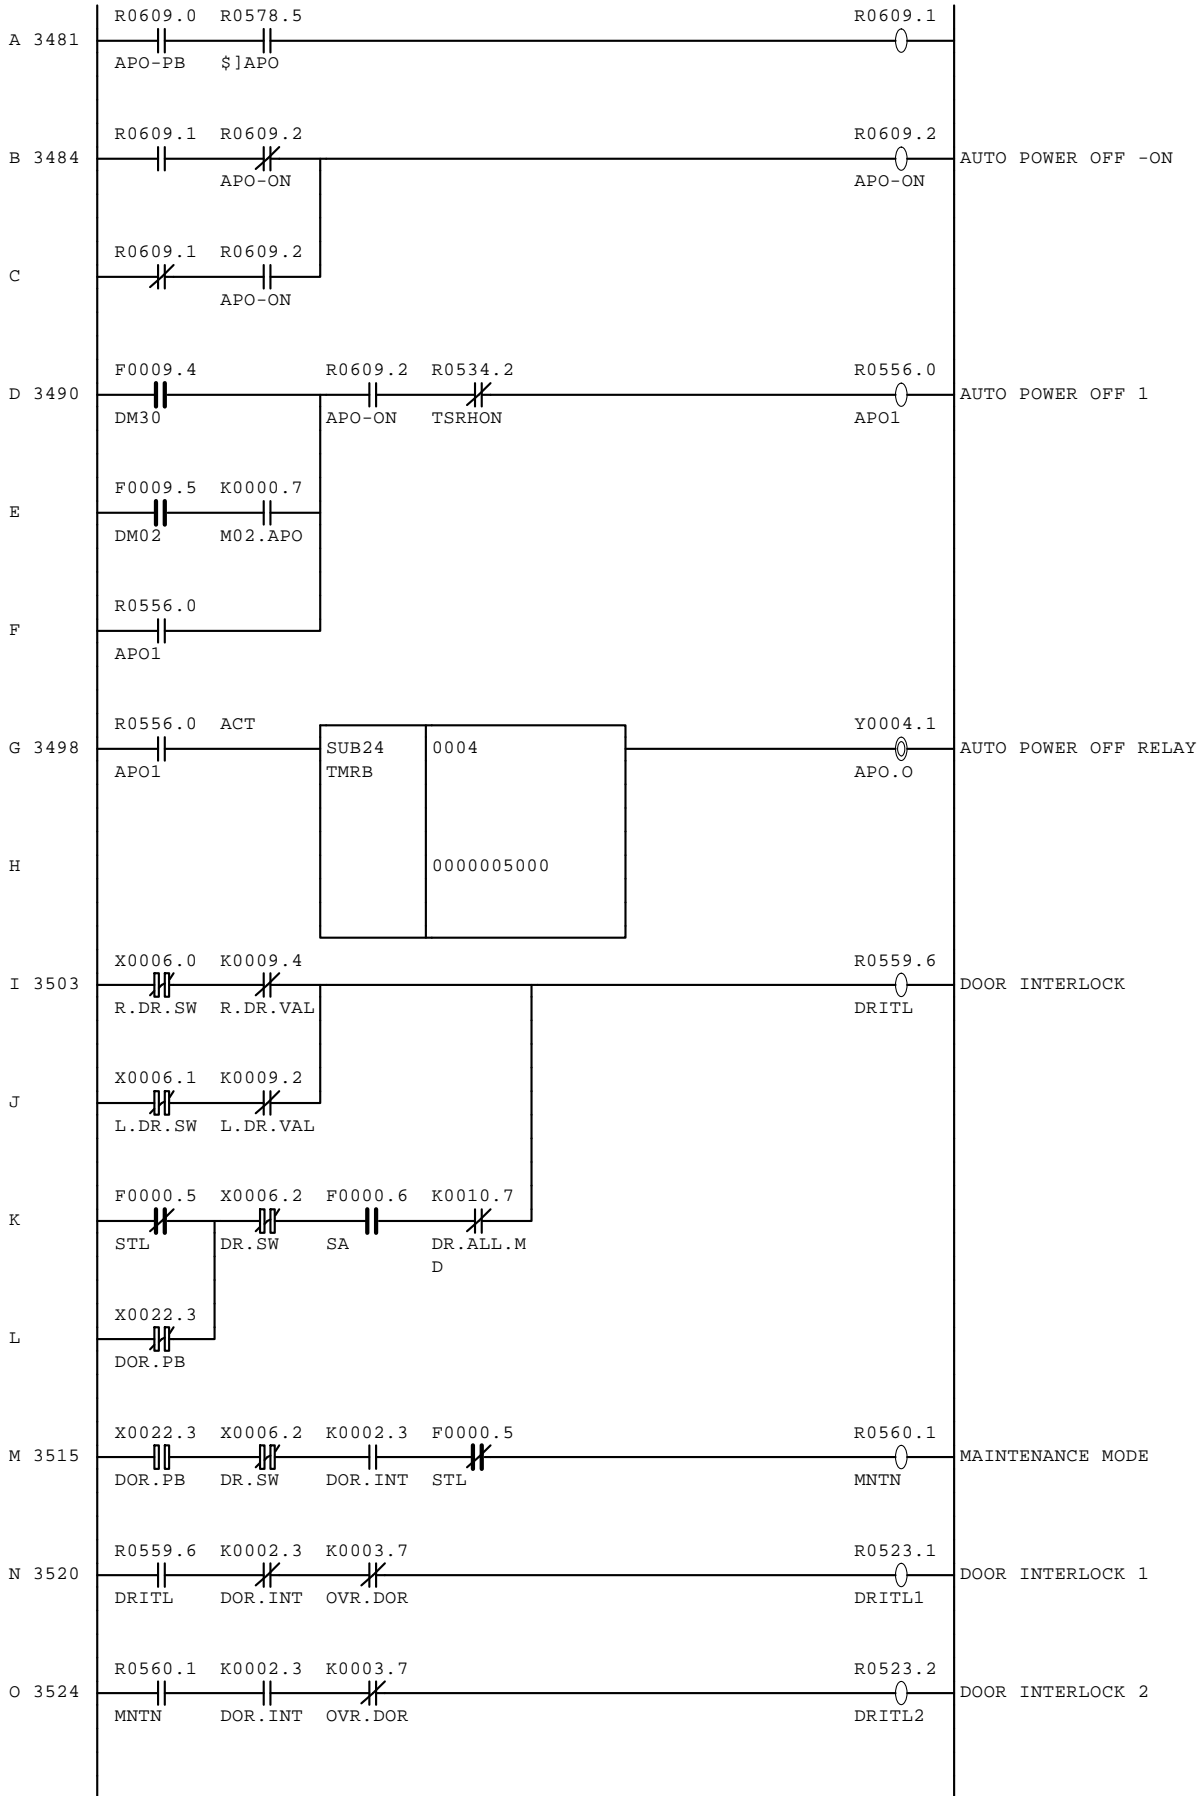 R0609.0 R0578.5 R0609.1
A 3481
APO-PB $]APO
R0609.1 R0609.2 R0609.2
B 3484 AUTO POWER OFF -ON
APO-ON APO-ON
R0609.1 R0609.2
C
APO-ON
F0009.4 R0609.2 R0534.2 R0556.0
D 3490 AUTO POWER OFF 1
DM30 APO-ON TSRHON APO1
F0009.5 K0000.7
E
DM02 M02.APO
R0556.0
F
APO1
R0556.0 ACT Y0004.1
G 3498 SUB24 0004 AUTO POWER OFF RELAY
APO1 TMRB APO.O
H 0000005000
X0006.0 K0009.4 R0559.6
I 3503 DOOR INTERLOCK
R.DR.SW R.DR.VAL DRITL
X0006.1 K0009.2
J
L.DR.SW L.DR.VAL
F0000.5 X0006.2 F0000.6 K0010.7
K
STL DR.SW SA DR.ALL.M
D
X0022.3
L
DOR.PB
X0022.3 X0006.2 K0002.3 F0000.5 R0560.1
M 3515 MAINTENANCE MODE
DOR.PB DR.SW DOR.INT STL MNTN
R0559.6 K0002.3 K0003.7 R0523.1
N 3520 DOOR INTERLOCK 1
DRITL DOR.INT OVR.DOR DRITL1
R0560.1 K0002.3 K0003.7 R0523.2
O 3524 DOOR INTERLOCK 2
MNTN DOR.INT OVR.DOR DRITL2